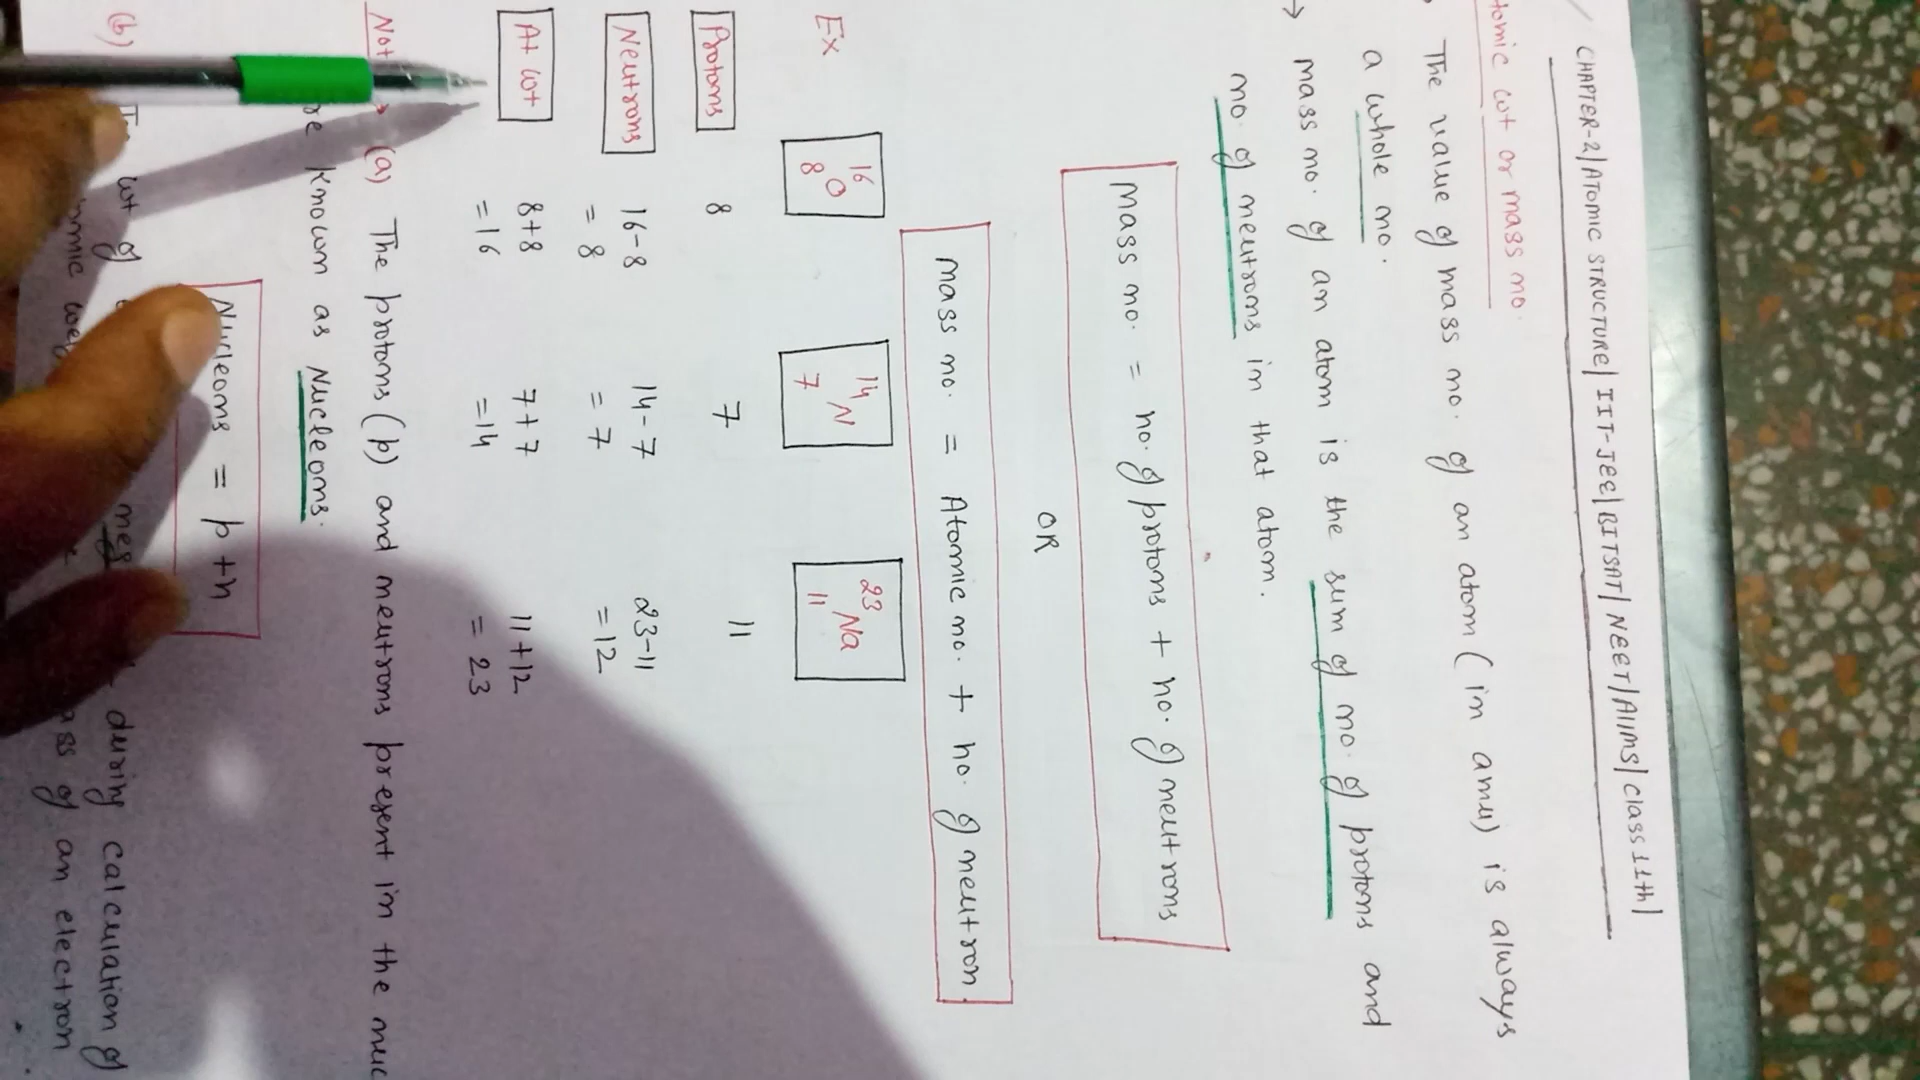 CHAPTER-2/ATOMIC STRUCTURE/IIT-JEE/BITSAT/NEET/AIIMS/class 11th/
tomic wt or mass no.
The value of mass no. of an atom (in amu) is always
a whole no.
→ mass no. of an atom is the sum of no. of protons and
no. of neutrons in that atom.
mass no. = no. of protons + no. of neutrons
OR
mass no. = Atomic no. + no. of neutron.
Ex 16 8 O 14 7 N 23 11 Na
Protons 8 7 11
Neutrons 16-8 14-7 23-11
= 8 = 7 = 12
At wt 8+8 7+7 11+12
= 16 = 14 = 23
Not (a) The protons (p) and neutrons present in the nuc
re known as Nucleons.
Nucleons = p + n
(b) wt of during calculation of
ass of an electron